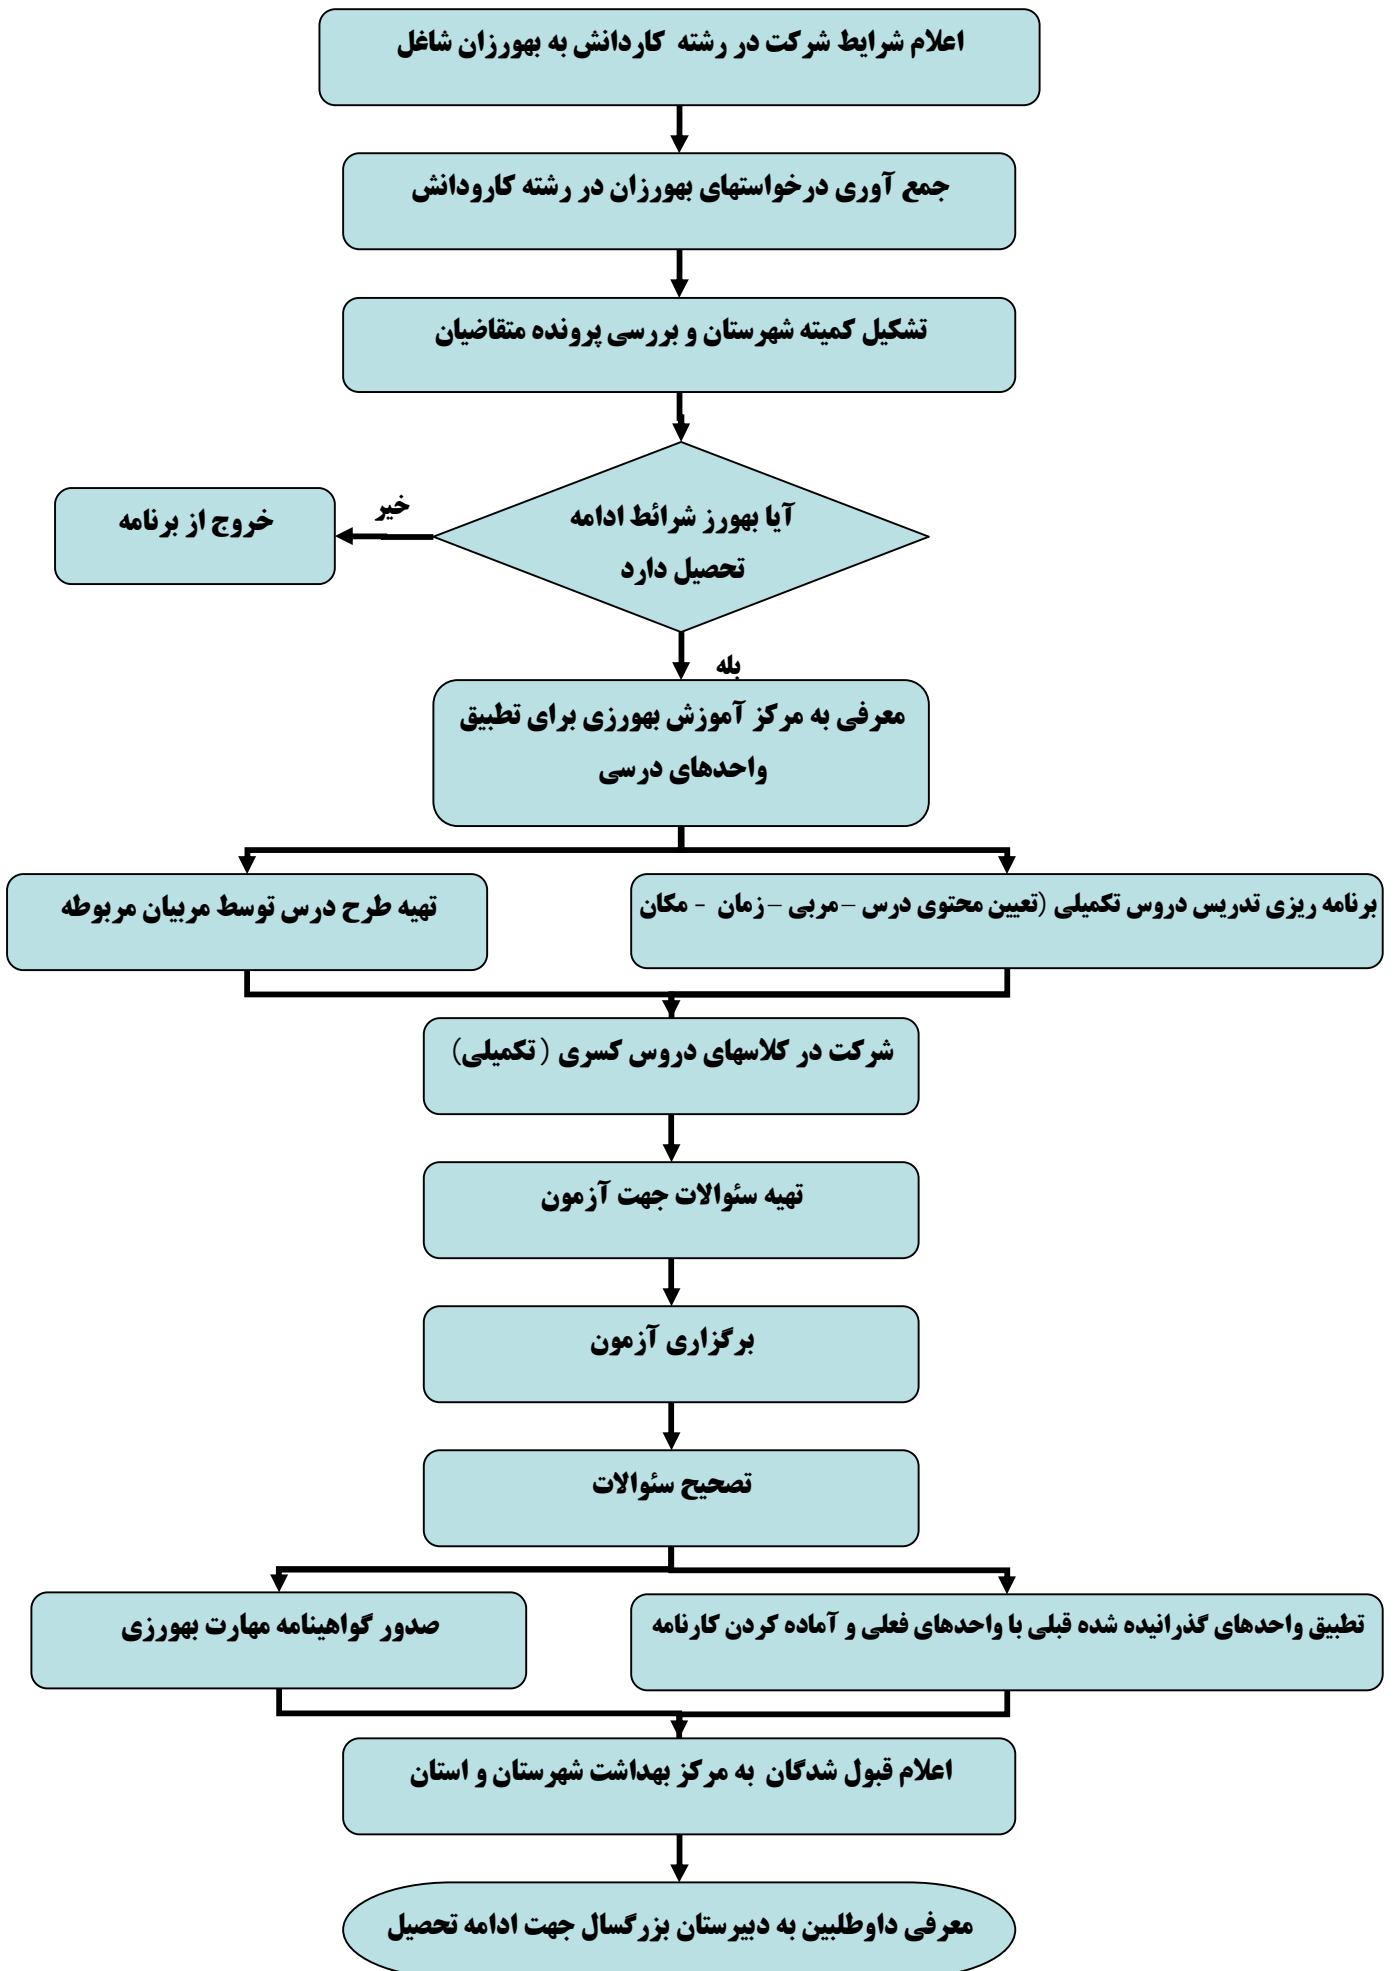 اعلام شرایط شرکت در رشته کاردانش به بهورزان شاغل
جمع آوری درخواستهای بهورزان در رشته کارودانش
تشکیل کمیته شهرستان و بررسی پرونده متقاضیان
آیا بهورز شرائط ادامه
تحصیل دارد
خیر
خروج از برنامه
بله
معرفی به مرکز آموزش بهورزی برای تطبیق
واحدهای درسی
برنامه ریزی تدریس دروس تکمیلی (تعیین محتوی درس – مربی – زمان - مکان
تهیه طرح درس توسط مربیان مربوطه
شرکت در کلاسهای دروس کسری ( تکمیلی)
تهیه سئوالات جهت آزمون
برگزاری آزمون
تصحیح سئوالات
تطبیق واحدهای گذرانیده شده قبلی با واحدهای فعلی و آماده کردن کارنامه
صدور گواهینامه مهارت بهورزی
اعلام قبول شدگان به مرکز بهداشت شهرستان و استان
معرفی داوطلبین به دبیرستان بزرگسال جهت ادامه تحصیل